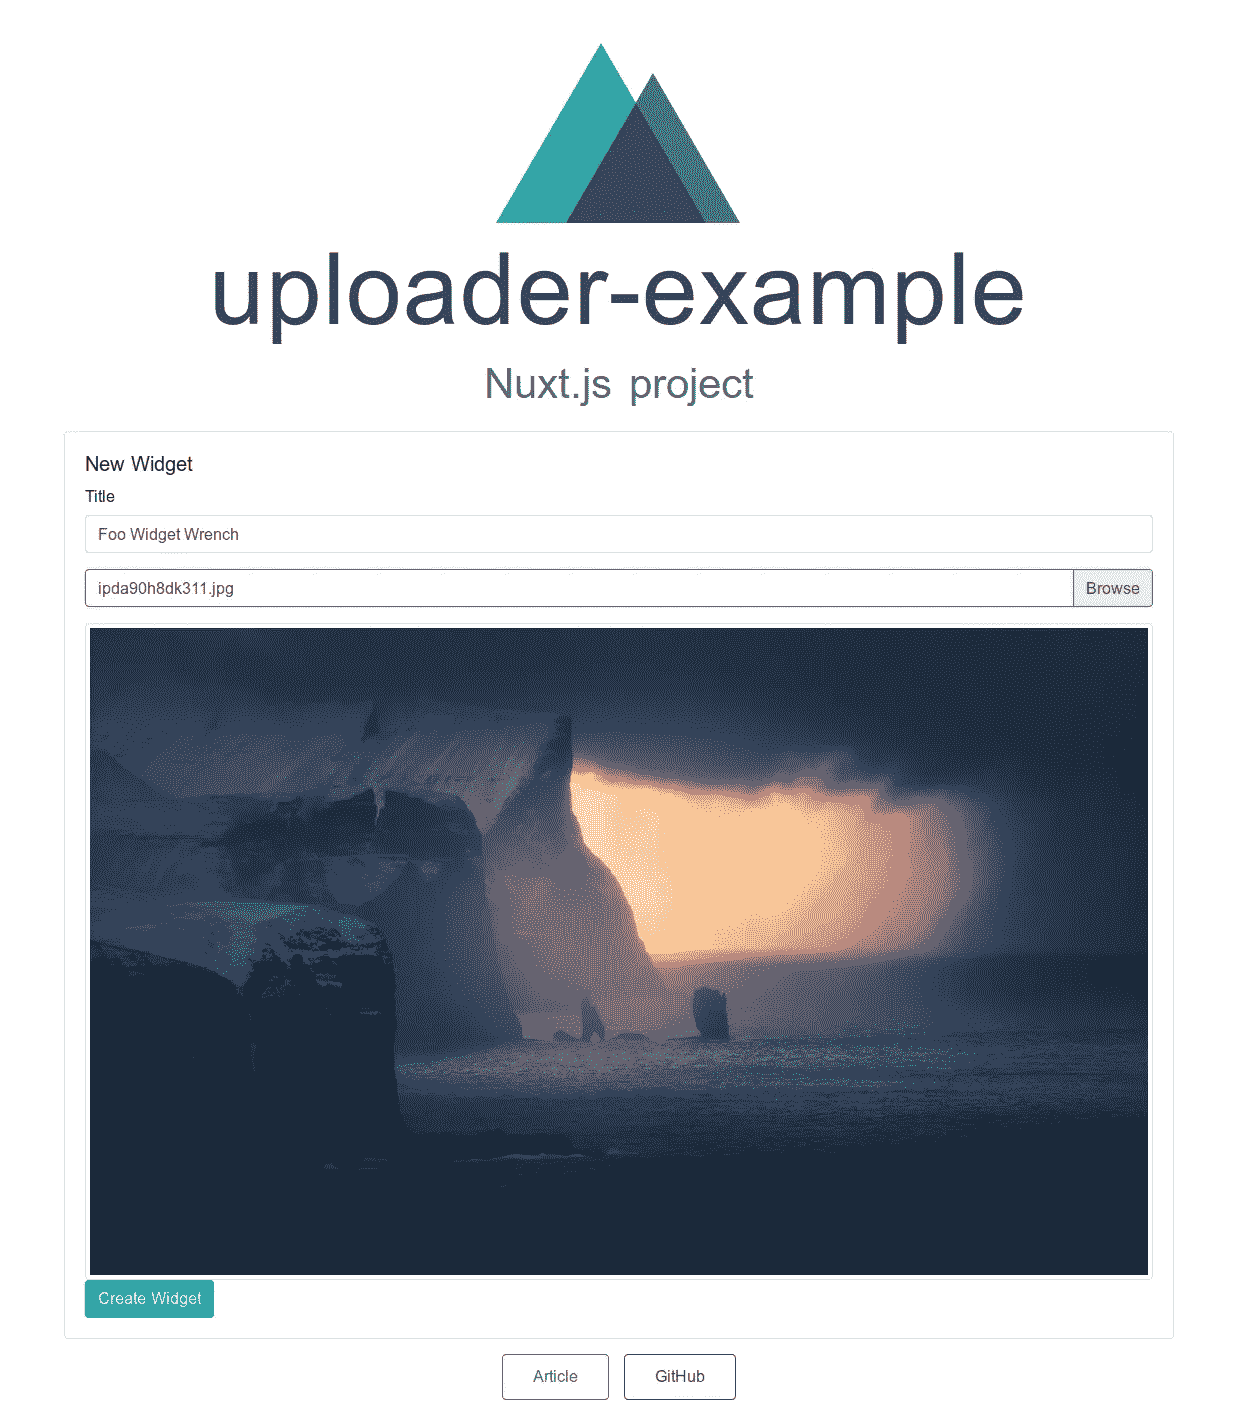 uploader-example
Nuxt.js project
New Widget
Title
Foo Widget Wrench
ipda90h8dk311.jpg Browse
Create Widget
Article GitHub